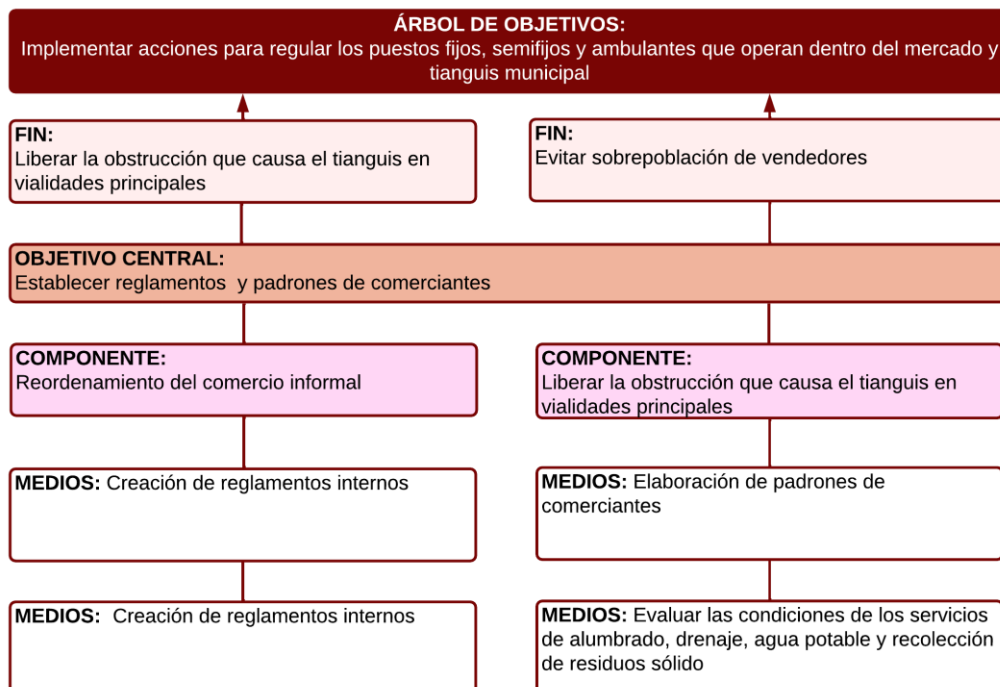 ÁRBOL DE OBJETIVOS:
Implementar acciones para regular los puestos fijos, semifijos y ambulantes que operan dentro del mercado y
tianguis municipal
FIN:
Liberar la obstrucción que causa el tianguis en
vialidades principales
FIN:
Evitar sobrepoblación de vendedores
OBJETIVO CENTRAL:
Establecer reglamentos  y padrones de comerciantes
COMPONENTE:
Reordenamiento del comercio informal
COMPONENTE:
Liberar la obstrucción que causa el tianguis en
vialidades principales
MEDIOS: Creación de reglamentos internos
MEDIOS: Elaboración de padrones de
comerciantes
MEDIOS:  Creación de reglamentos internos
MEDIOS: Evaluar las condiciones de los servicios
de alumbrado, drenaje, agua potable y recolección
de residuos sólido